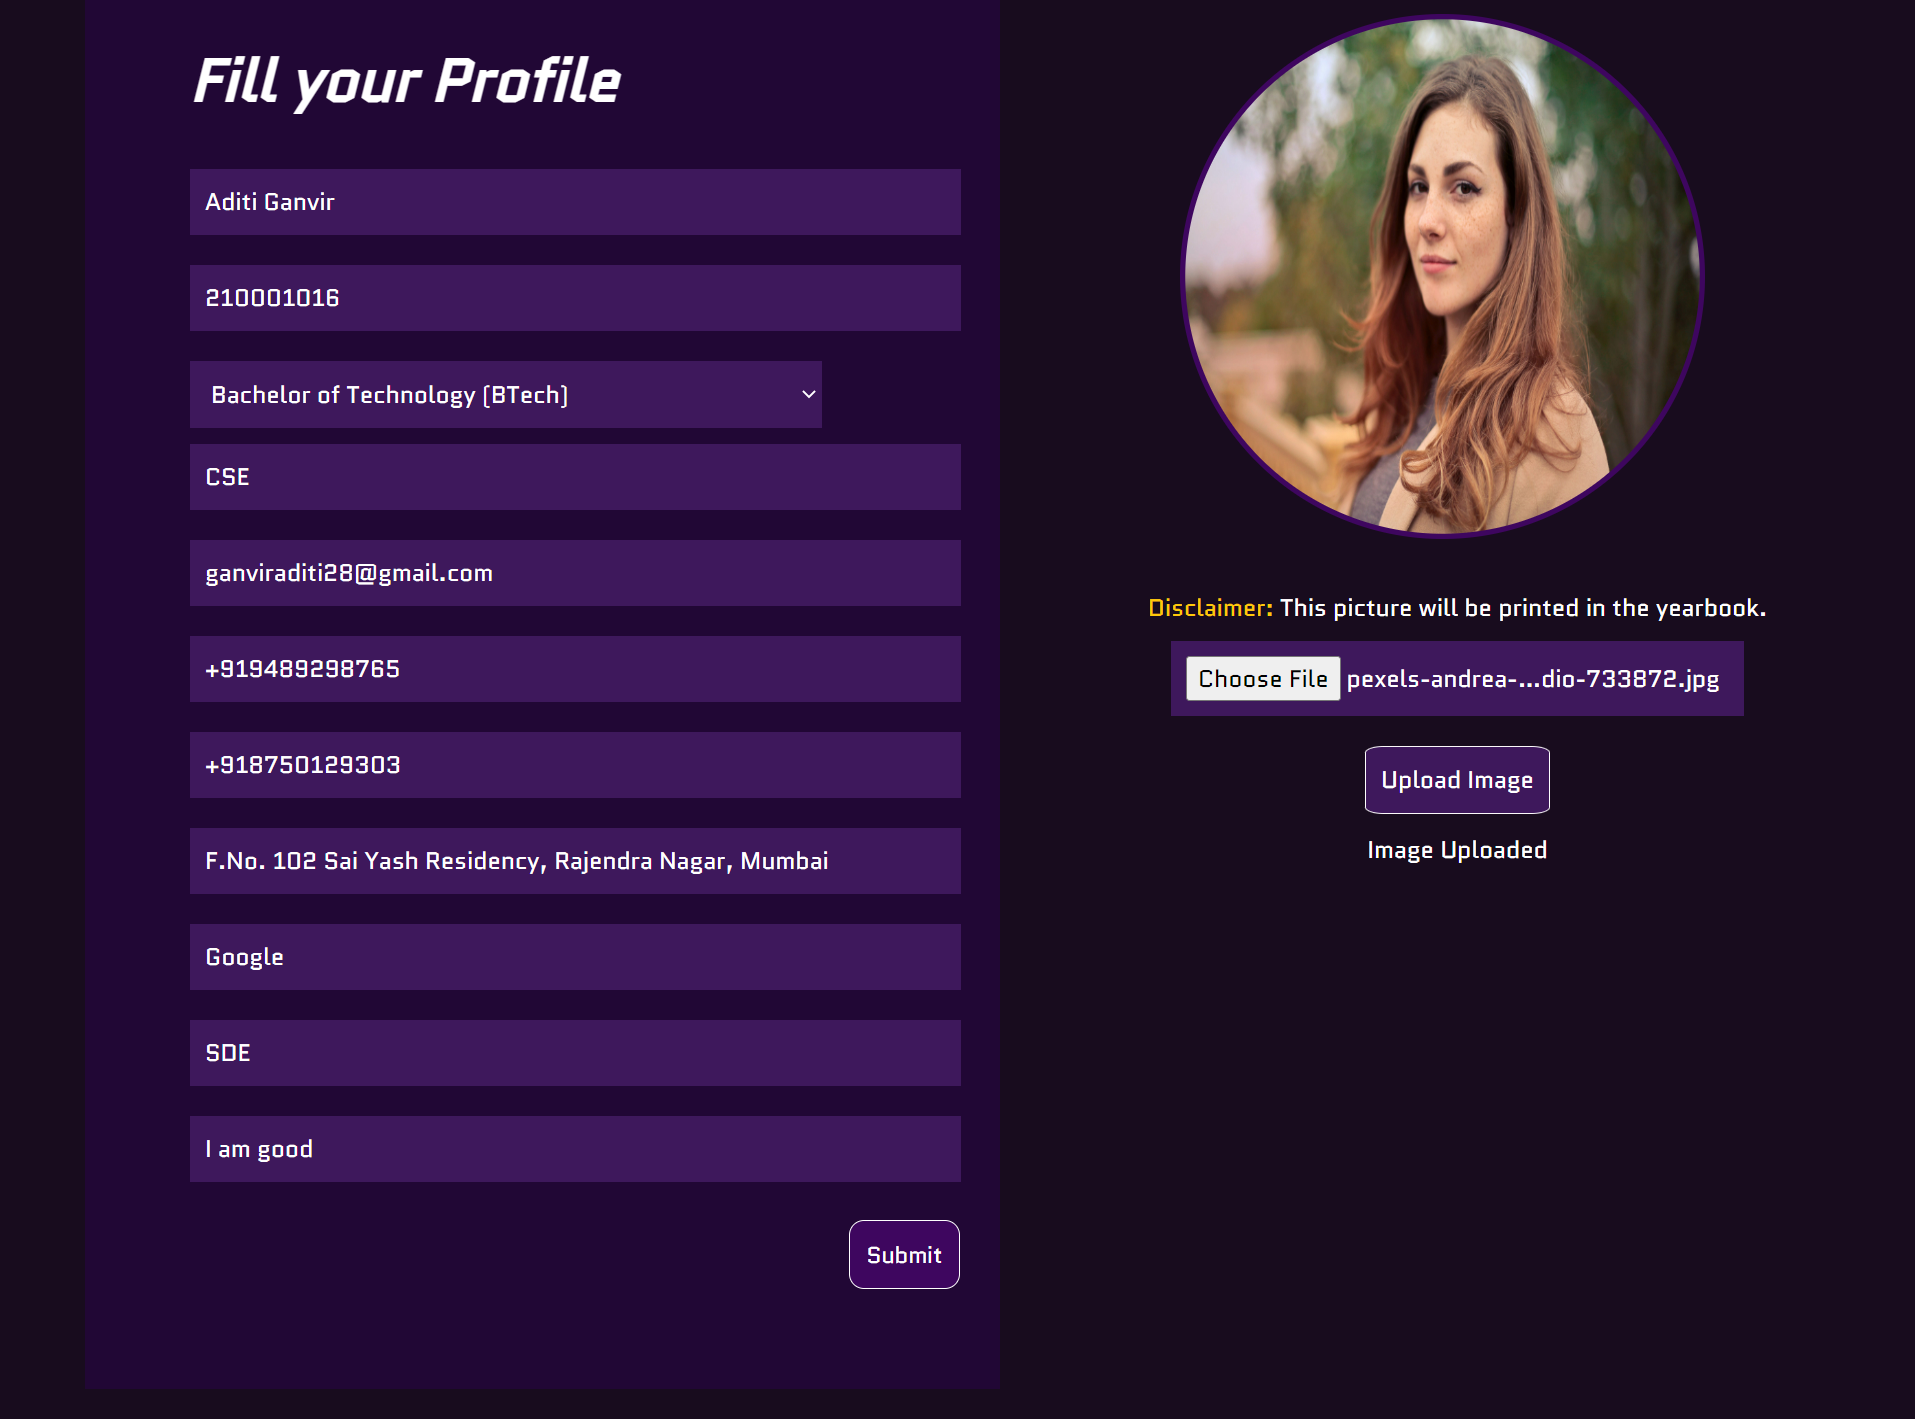 Fill your Profile
Aditi Ganvir
210001016
Bachelor of Technology (BTech)
CSE
ganviraditi28@gmail.com
+919489298765
+918750129303
F.No. 102 Sai Yash Residency, Rajendra Nagar, Mumbai
Google
SDE
I am good
Submit
Disclaimer: This picture will be printed in the yearbook.
Choose File pexels-andrea-...dio-733872.jpg
Upload Image
Image Uploaded